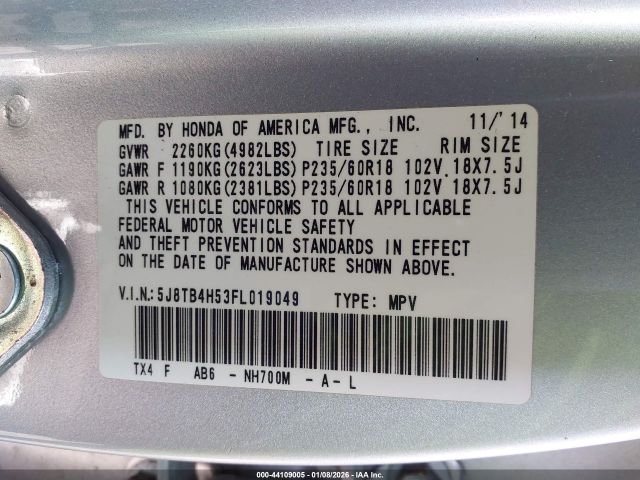 MFD. BY HONDA OF AMERICA MFG., INC. 11/'14
GVWR 2260KG(4982LBS) TIRE SIZE RIM SIZE
GAWR F 1190KG(2623LBS) P235/60R18 102V 18X7.5J
GAWR R 1080KG(2381LBS) P235/60R18 102V 18X7.5J
THIS VEHICLE CONFORMS TO ALL APPLICABLE
FEDERAL MOTOR VEHICLE SAFETY
AND THEFT PREVENTION STANDARDS IN EFFECT
ON THE DATE OF MANUFACTURE SHOWN ABOVE.
V.I.N.:5J8TB4H53FL019049 TYPE: MPV
TX4 F AB6 - NH700M - A - L
000-44109005 - 01/08/2026 - IAA Inc.